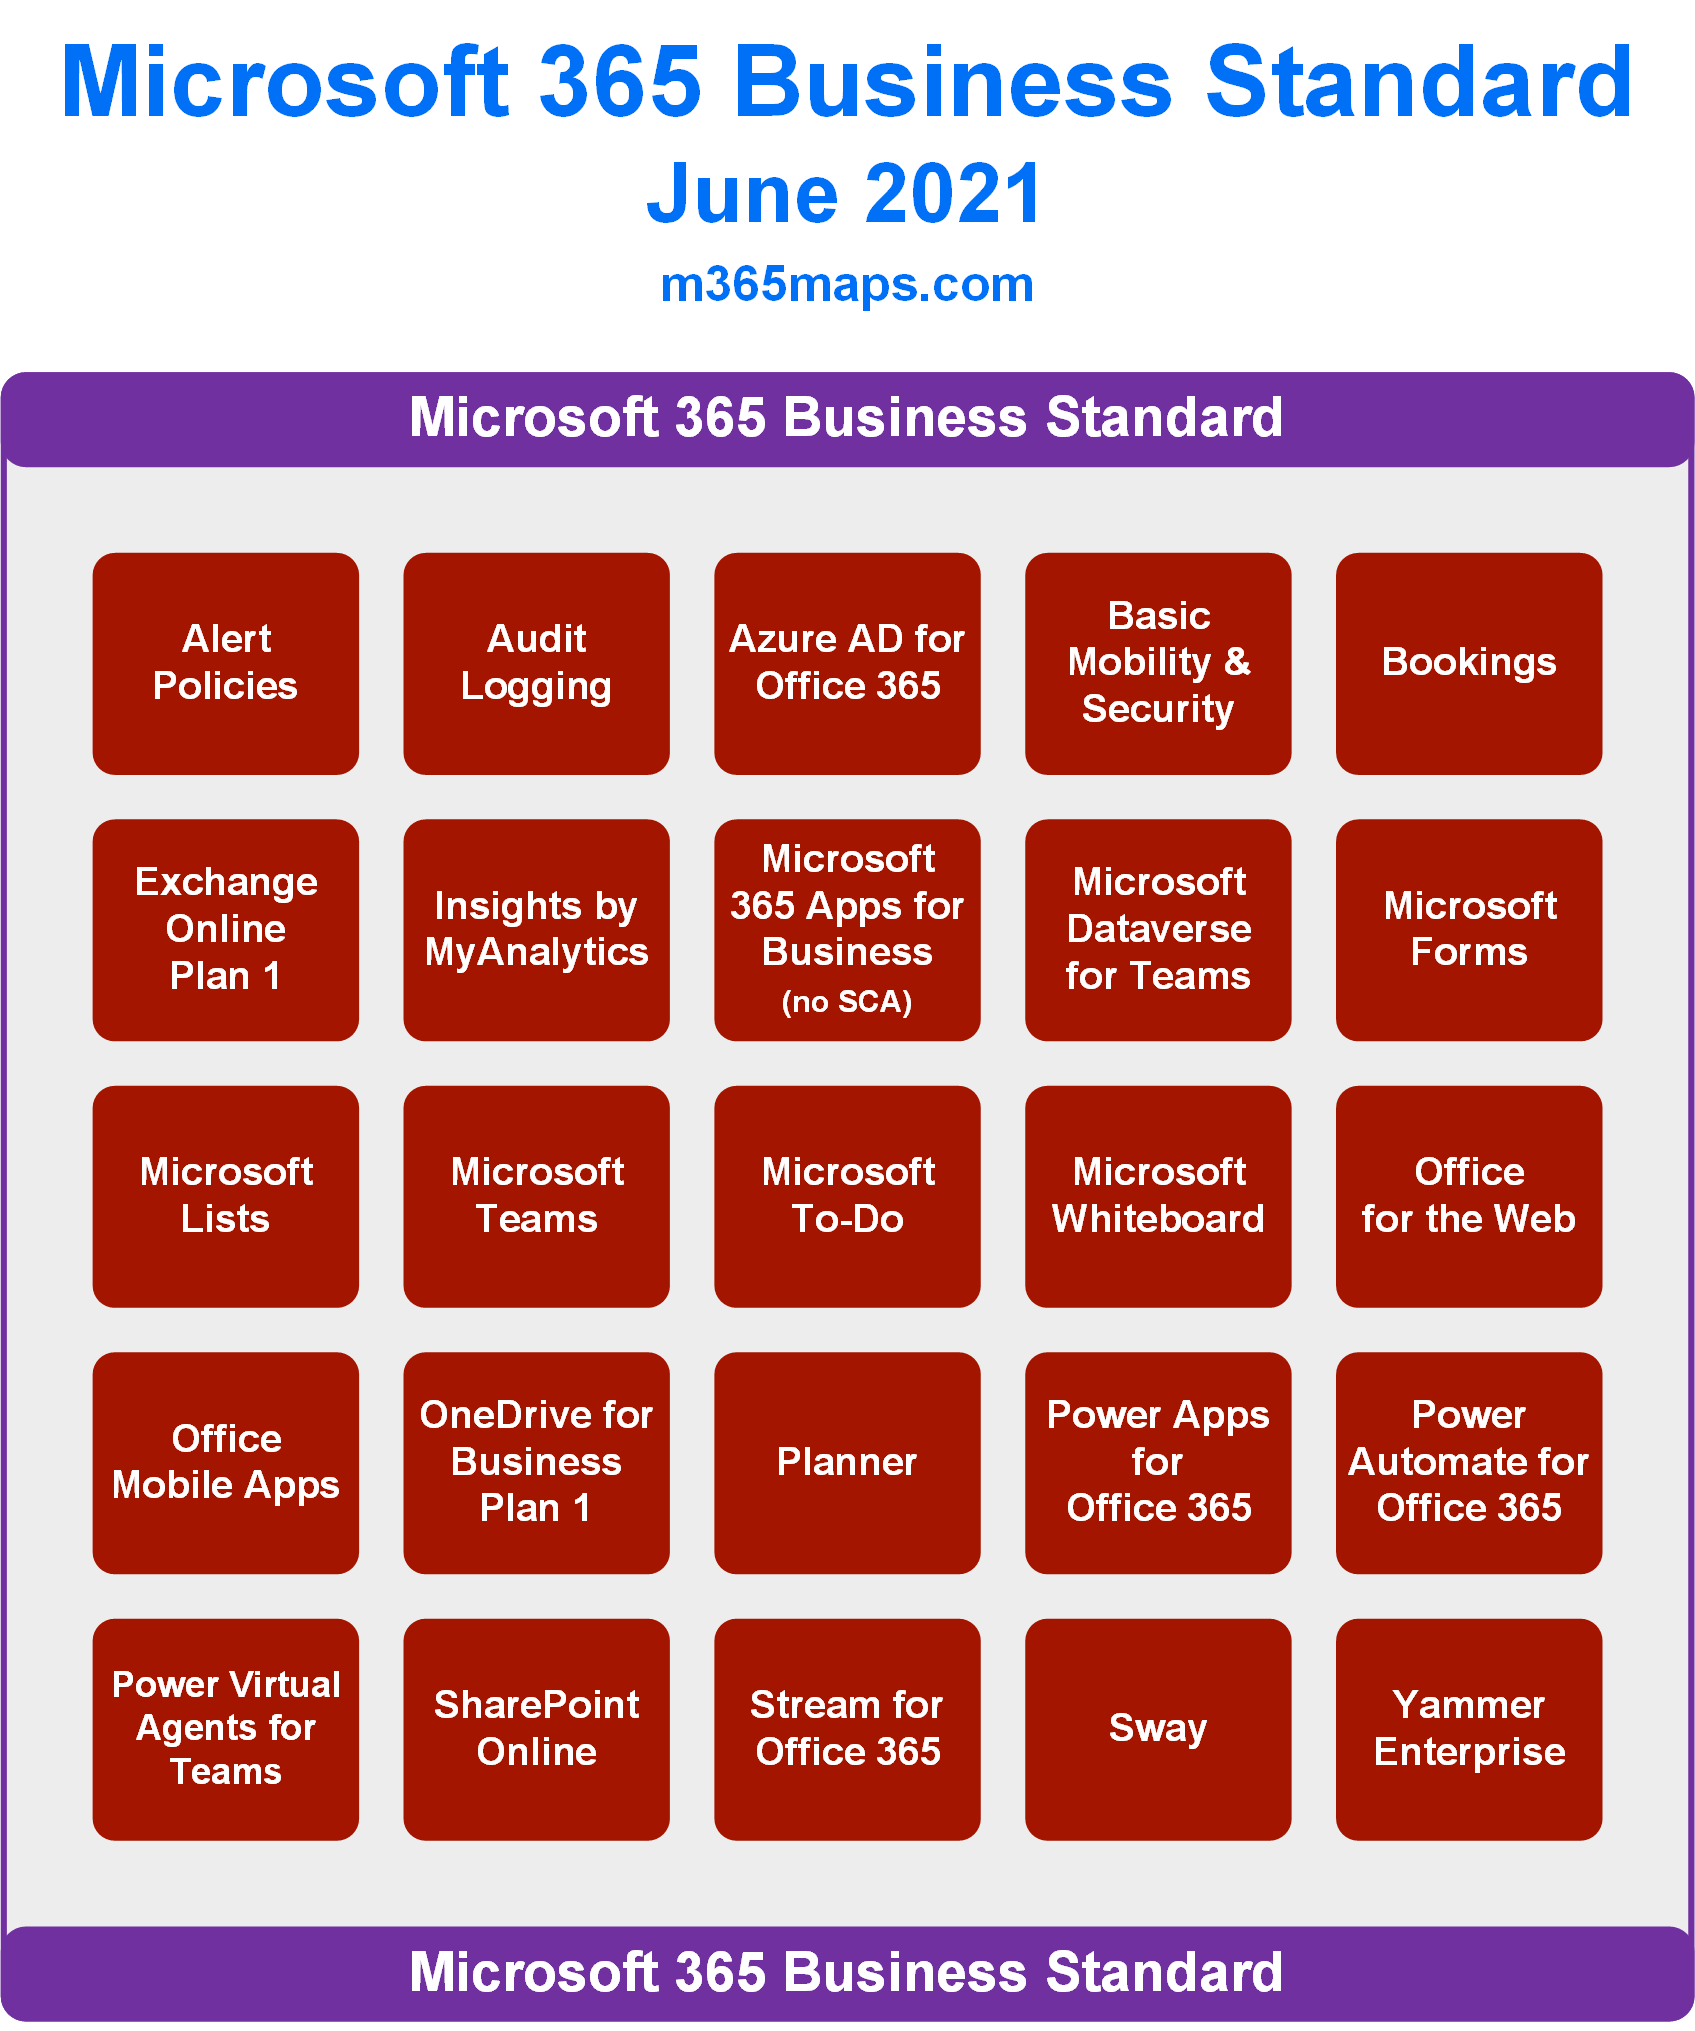 Microsoft 365 Business Standard
June 2021
m365maps.com
Microsoft 365 Business Standard
Alert
Policies
Audit
Logging
Azure AD for
Office 365
Basic
Mobility &
Security
Bookings
Exchange
Online
Plan 1
Insights by
MyAnalytics
Microsoft
365 Apps for
Business
(no SCA)
Microsoft
Dataverse
for Teams
Microsoft
Forms
Microsoft
Lists
Microsoft
Teams
Microsoft
To-Do
Microsoft
Whiteboard
Office
for the Web
Office
Mobile Apps
OneDrive for
Business
Plan 1
Planner
Power Apps
for
Office 365
Power
Automate for
Office 365
Power Virtual
Agents for
Teams
SharePoint
Online
Stream for
Office 365
Sway
Yammer
Enterprise
Microsoft 365 Business Standard